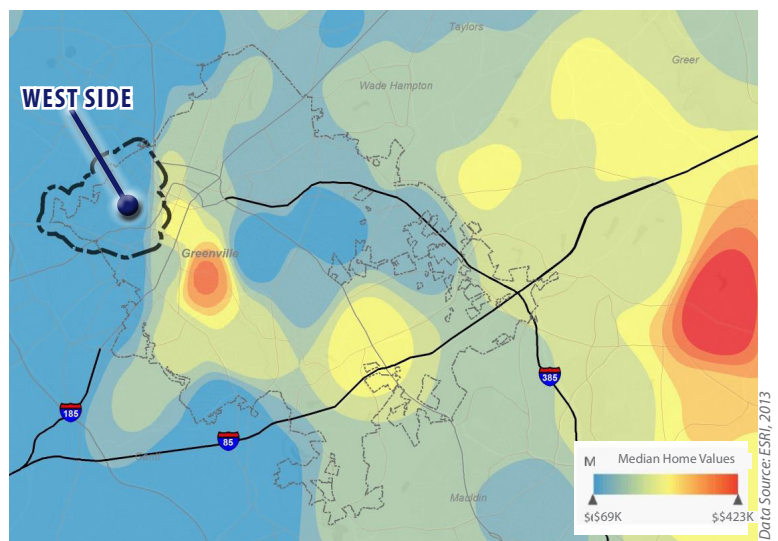 Taylors
Greer
Wade Hampton
WEST SIDE
Greenville
385
185
85
Mauldin
M Median Home Values
$69K
$$423K
Data Source: ESRI, 2013